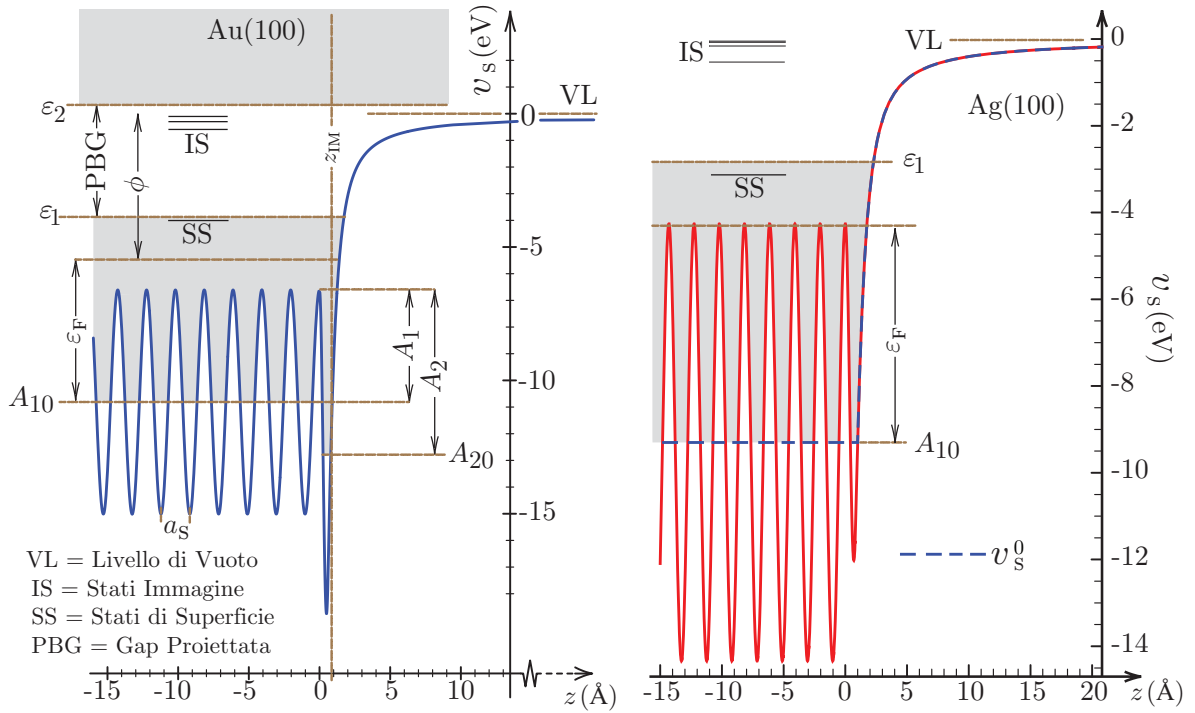 Au(100)
v_S (eV)
ε_2
VL
0
IS
PBG
ϕ
z_IM
ε_1
SS
-5
ε_F
A_1
A_2
A_10
-10
A_20
-15
a_S
VL = Livello di Vuoto
IS = Stati Immagine
SS = Stati di Superficie
PBG = Gap Proiettata
-15 -10 -5 0 5 10 z (Å)
VL
0
IS
Ag(100)
-2
ε_1
SS
-4
-6
v_S (eV)
ε_F
-8
A_10
-10
v_S^0
-12
-14
-15 -10 -5 0 5 10 15 20 z (Å)